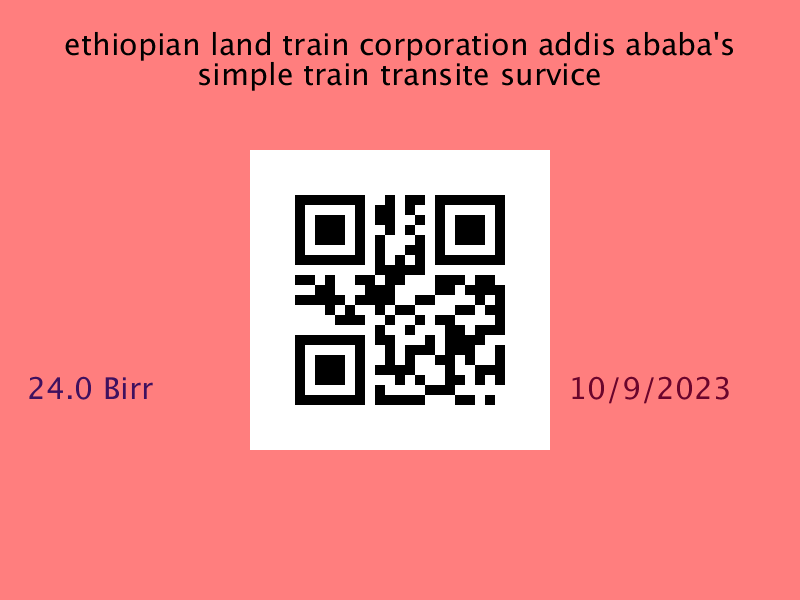 ethiopian land train corporation addis ababa's
simple train transite survice
24.0 Birr
10/9/2023